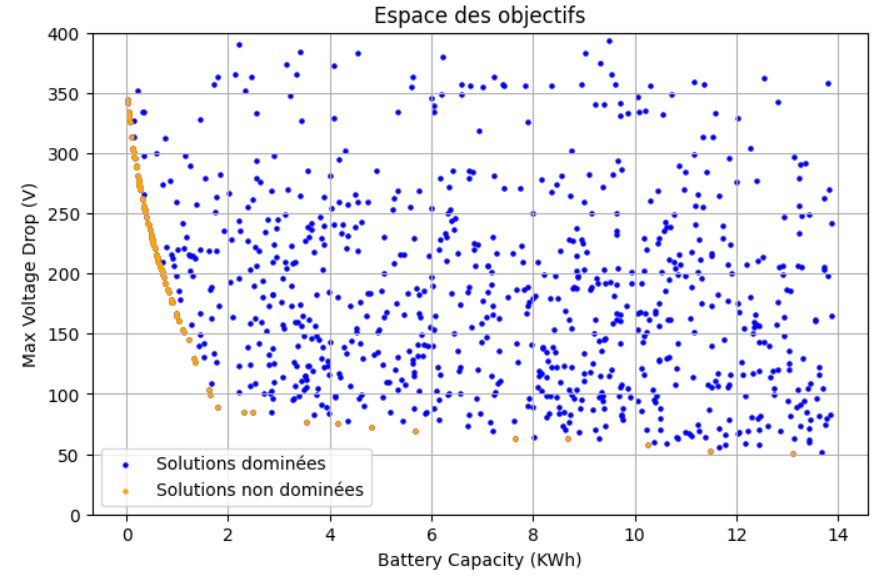 Espace des objectifs
400
350
300
250
200
150
100
50
0
Max Voltage Drop (V)
Solutions dominées
Solutions non dominées
0 2 4 6 8 10 12 14
Battery Capacity (KWh)